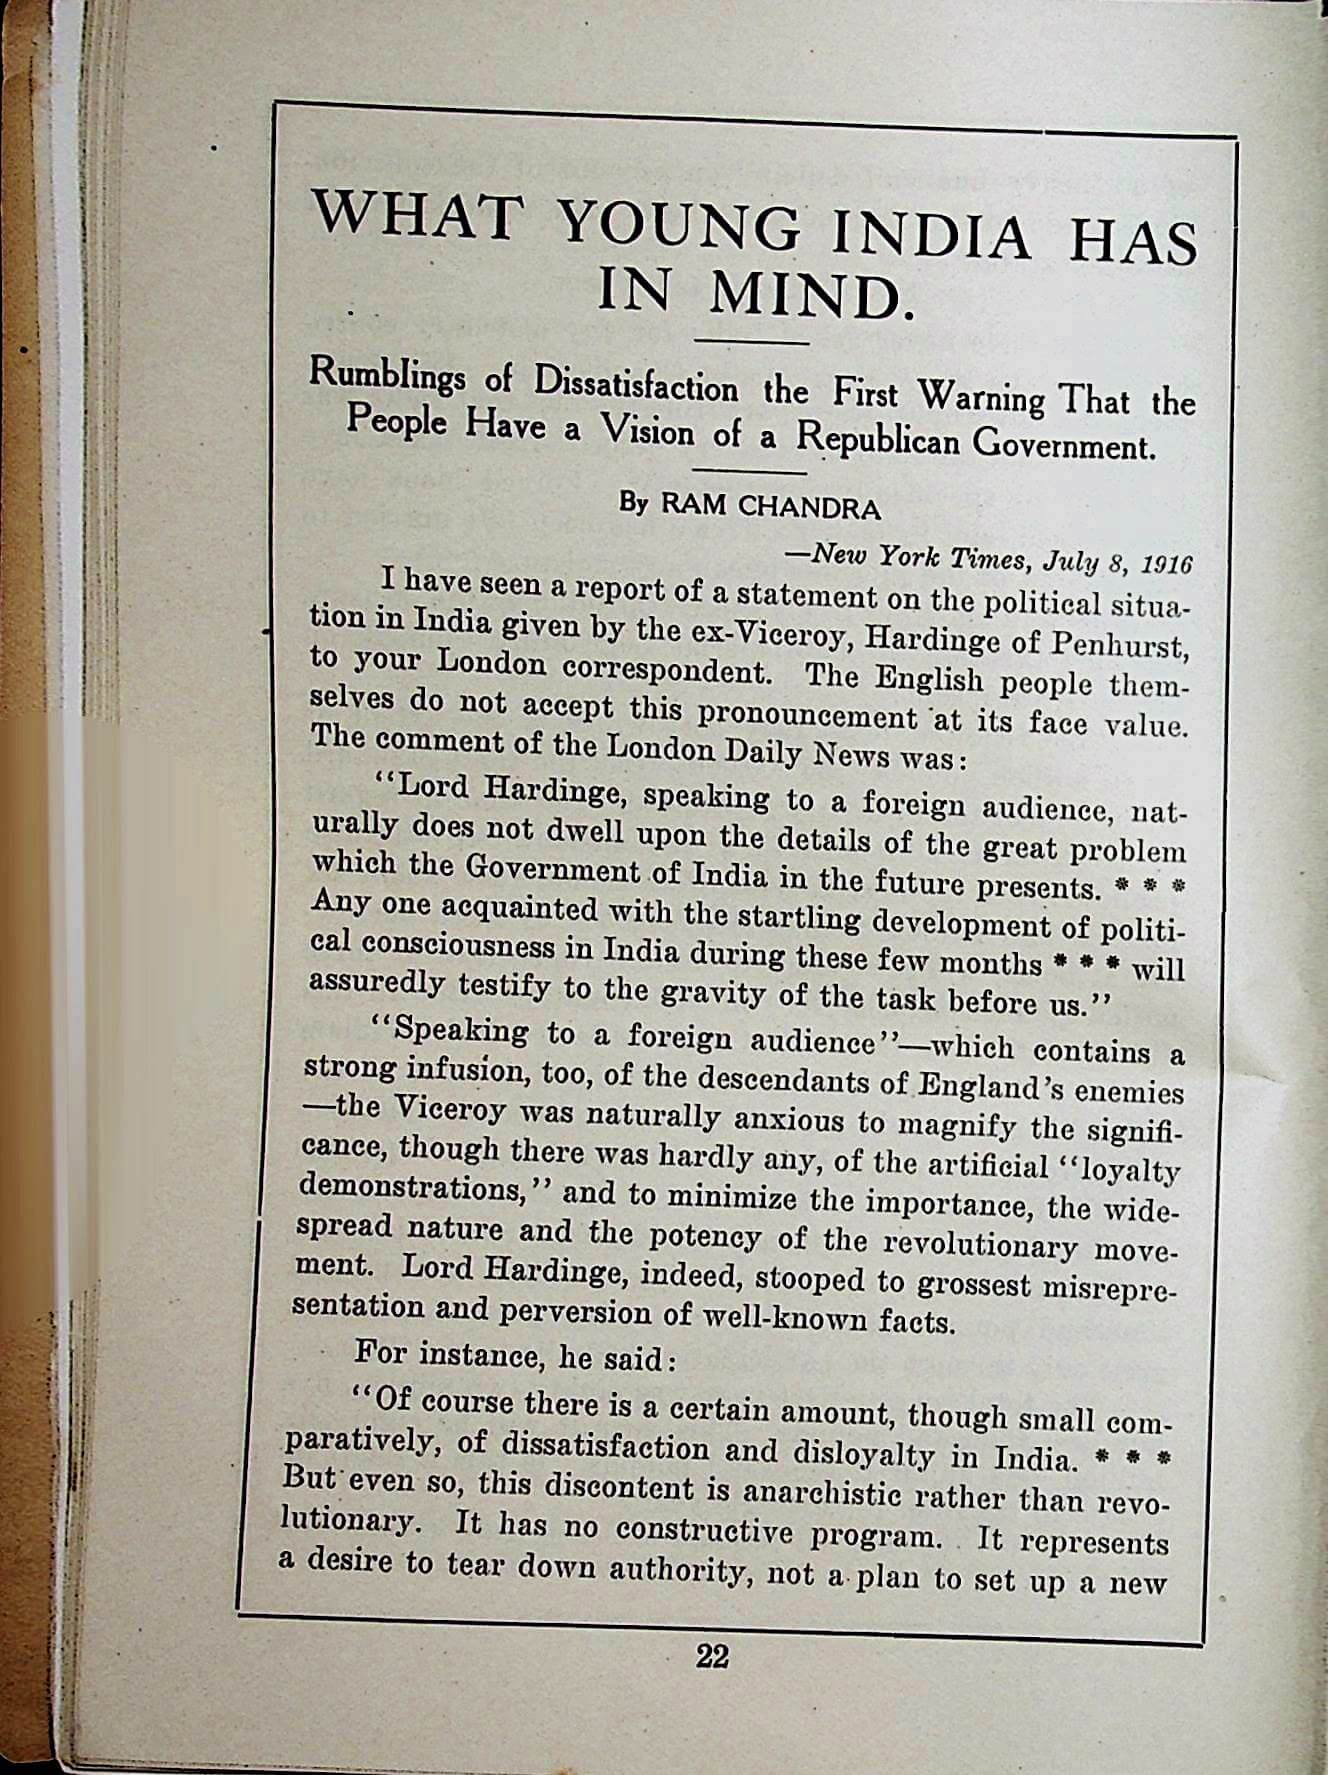 WHAT YOUNG INDIA HAS
IN MIND.
Rumblings of Dissatisfaction the First Warning That the
People Have a Vision of a Republican Government.
By RAM CHANDRA
—New York Times, July 8, 1916
I have seen a report of a statement on the political situa-
tion in India given by the ex-Viceroy, Hardinge of Penhurst,
to your London correspondent. The English people them-
selves do not accept this pronouncement at its face value.
The comment of the London Daily News was:
“Lord Hardinge, speaking to a foreign audience, nat-
urally does not dwell upon the details of the great problem
which the Government of India in the future presents. * * *
Any one acquainted with the startling development of politi-
cal consciousness in India during these few months * * * will
assuredly testify to the gravity of the task before us.”
“Speaking to a foreign audience”—which contains a
strong infusion, too, of the descendants of England’s enemies
—the Viceroy was naturally anxious to magnify the signifi-
cance, though there was hardly any, of the artificial “loyalty
demonstrations,” and to minimize the importance, the wide-
spread nature and the potency of the revolutionary move-
ment. Lord Hardinge, indeed, stooped to grossest misrepre-
sentation and perversion of well-known facts.
For instance, he said:
“Of course there is a certain amount, though small com-
paratively, of dissatisfaction and disloyalty in India. * * *
But even so, this discontent is anarchistic rather than revo-
lutionary. It has no constructive program. It represents
a desire to tear down authority, not a plan to set up a new
22